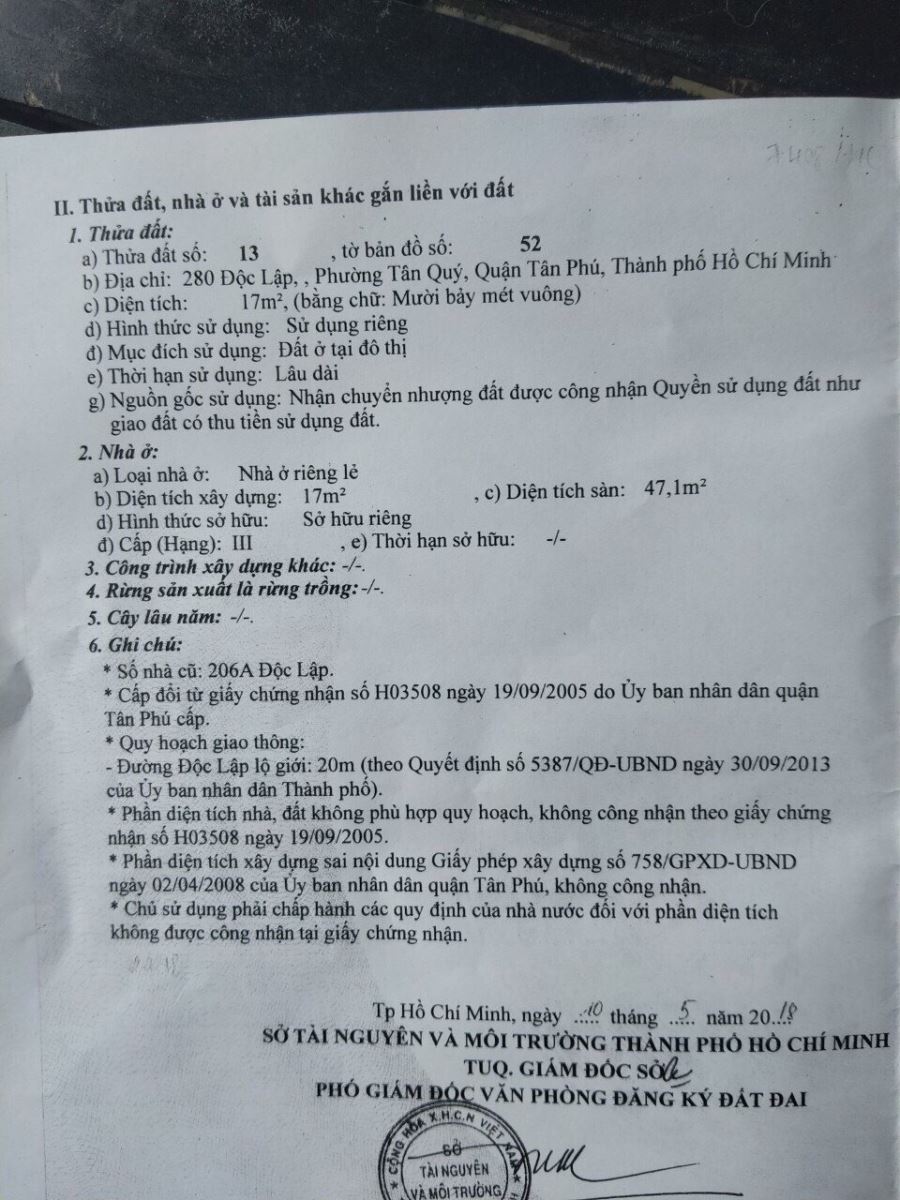 II. Thửa đất, nhà ở và tài sản khác gắn liền với đất
1. Thửa đất:
a) Thửa đất số: 13 , tờ bản đồ số: 52
b) Địa chỉ: 280 Độc Lập, , Phường Tân Quý, Quận Tân Phú, Thành phố Hồ Chí Minh
c) Diện tích: 17m², (bằng chữ: Mười bảy mét vuông)
d) Hình thức sử dụng: Sử dụng riêng
đ) Mục đích sử dụng: Đất ở tại đô thị
e) Thời hạn sử dụng: Lâu dài
g) Nguồn gốc sử dụng: Nhận chuyển nhượng đất được công nhận Quyền sử dụng đất như
giao đất có thu tiền sử dụng đất.
2. Nhà ở:
a) Loại nhà ở: Nhà ở riêng lẻ
b) Diện tích xây dựng: 17m² , c) Diện tích sàn: 47,1m²
d) Hình thức sở hữu: Sở hữu riêng
đ) Cấp (Hạng): III , e) Thời hạn sở hữu: -/-
3. Công trình xây dựng khác: -/-.
4. Rừng sản xuất là rừng trồng: -/-.
5. Cây lâu năm: -/-.
6. Ghi chú:
* Số nhà cũ: 206A Độc Lập.
* Cấp đổi từ giấy chứng nhận số H03508 ngày 19/09/2005 do Ủy ban nhân dân quận
Tân Phú cấp.
* Quy hoạch giao thông:
- Đường Độc Lập lộ giới: 20m (theo Quyết định số 5387/QĐ-UBND ngày 30/09/2013
của Ủy ban nhân dân Thành phố).
* Phần diện tích nhà, đất không phù hợp quy hoạch, không công nhận theo giấy chứng
nhận số H03508 ngày 19/09/2005.
* Phần diện tích xây dựng sai nội dung Giấy phép xây dựng số 758/GPXD-UBND
ngày 02/04/2008 của Ủy ban nhân dân quận Tân Phú, không công nhận.
* Chủ sử dụng phải chấp hành các quy định của nhà nước đối với phần diện tích
không được công nhận tại giấy chứng nhận.
Tp Hồ Chí Minh, ngày ...10 tháng ..5.. năm 20.18
SỞ TÀI NGUYÊN VÀ MÔI TRƯỜNG THÀNH PHỐ HỒ CHÍ MINH
TUQ. GIÁM ĐỐC SỞ
PHÓ GIÁM ĐỐC VĂN PHÒNG ĐĂNG KÝ ĐẤT ĐAI
CỘNG HÒA X.H.C.N VIỆT NAM
SỞ
TÀI NGUYÊN
VÀ MÔI TRƯỜNG